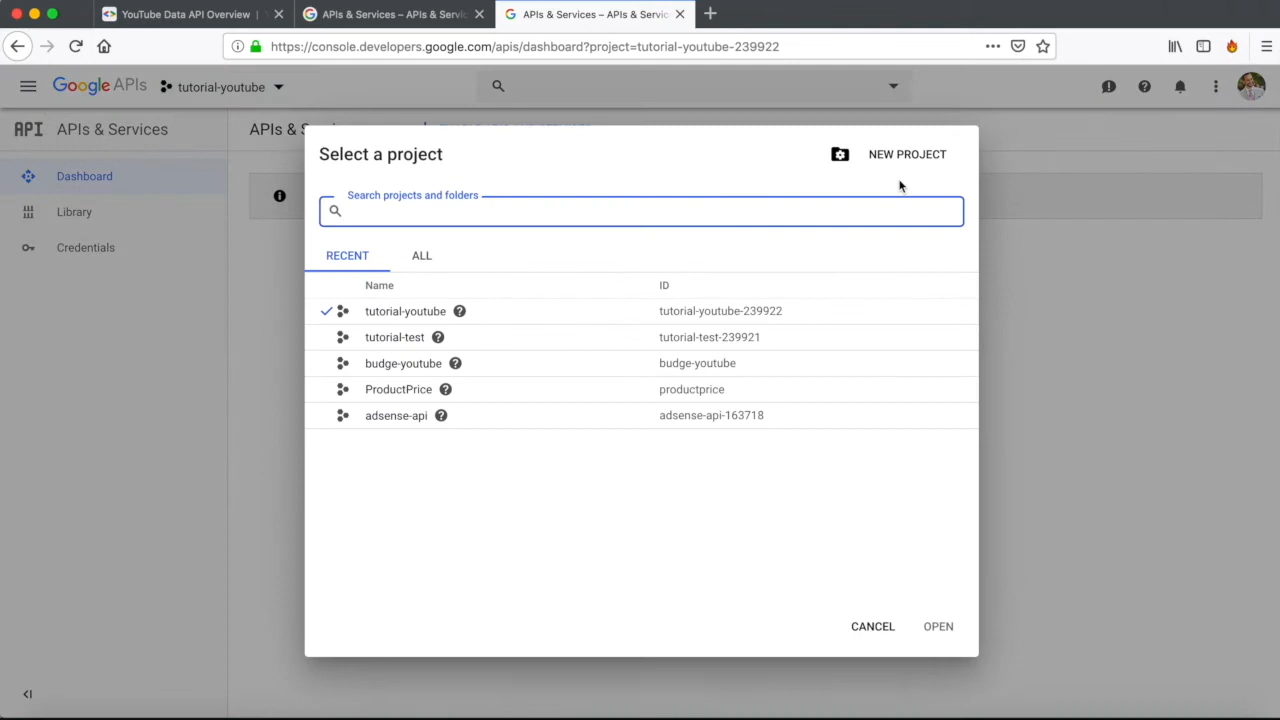 YouTube Data API Overview
APIs & Services – APIs & Servic
APIs & Services – APIs & Servic
https://console.developers.google.com/apis/dashboard?project=tutorial-youtube-239922
Google APIs
tutorial-youtube
API APIs & Services
APIs & S
Dashboard
Library
Credentials
Select a project
NEW PROJECT
Search projects and folders
RECENT ALL
Name ID
tutorial-youtube tutorial-youtube-239922
tutorial-test tutorial-test-239921
budge-youtube budge-youtube
ProductPrice productprice
adsense-api adsense-api-163718
CANCEL OPEN